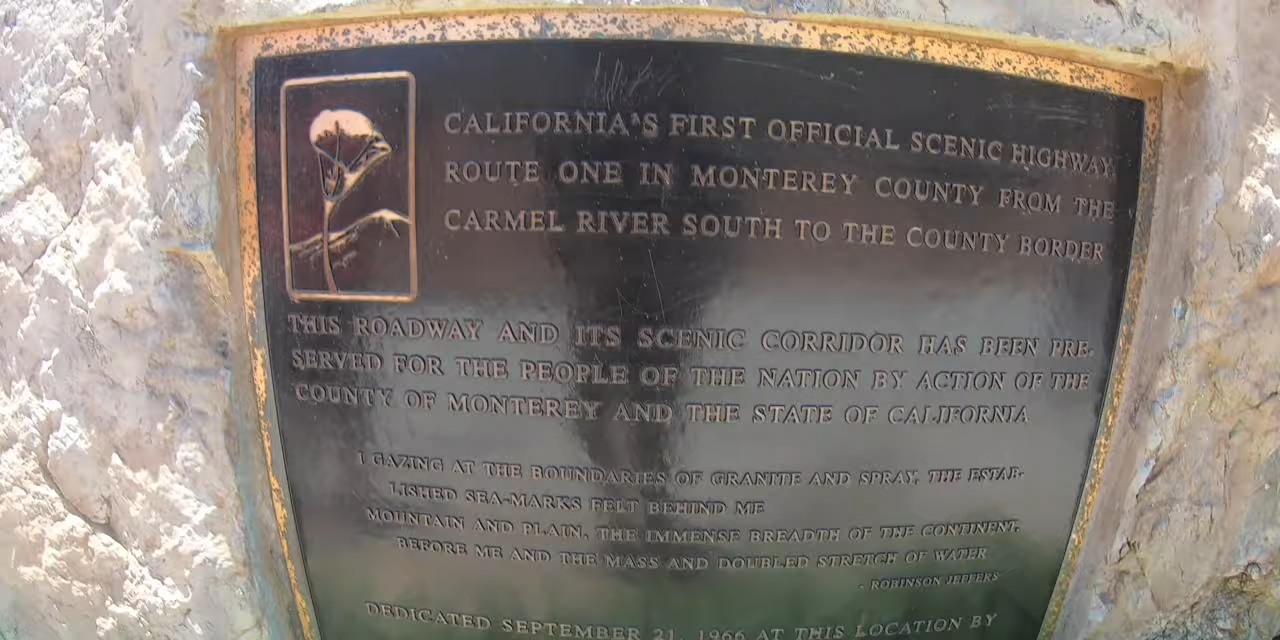 CALIFORNIA'S FIRST OFFICIAL SCENIC HIGHWAY
ROUTE ONE IN MONTEREY COUNTY FROM THE
CARMEL RIVER SOUTH TO THE COUNTY BORDER
THIS ROADWAY AND ITS SCENIC CORRIDOR HAS BEEN PRE-
SERVED FOR THE PEOPLE OF THE NATION BY ACTION OF THE
COUNTY OF MONTEREY AND THE STATE OF CALIFORNIA
I GAZING AT THE BOUNDARIES OF GRANITE AND SPRAY, THE ESTAB-
LISHED SEA-MARKS FELT BEHIND ME
MOUNTAIN AND PLAIN, THE IMMENSE BREADTH OF THE CONTINENT,
BEFORE ME AND THE MASS AND DOUBLED STRETCH OF WATER
- ROBINSON JEFFERS
DEDICATED SEPTEMBER 21, 1966 AT THIS LOCATION BY